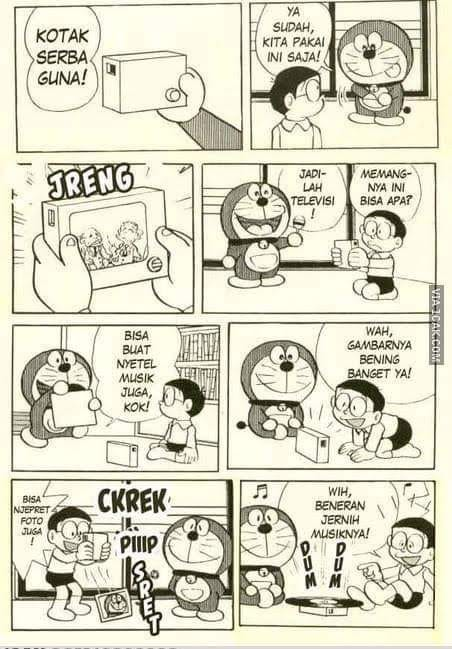 YA
SUDAH,
KITA PAKAI
INI SAJA!
KOTAK
SERBA
GUNA!
MEMANG-
NYA INI
BISA APA?
JADI-
LAH
TELEVISI
!
JRENG
WAH,
GAMBARNYA
BENING
BANGET YA!
BISA
BUAT
NYETEL
MUSIK
JUGA,
KOK!
WIH,
BENERAN
JERNIH
MUSIKNYA!
DUM
DUM
CKREK
PIIIP
SRET
BISA
NJEPRET
FOTO
JUGA
!
VIA1CAK.COM